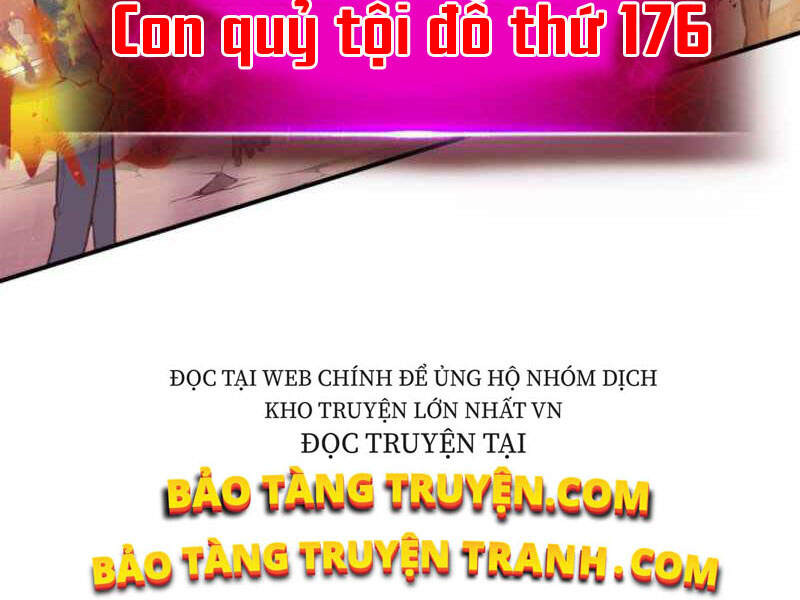 Con quỷ tội đồ thứ 176
ĐỌC TẠI WEB CHÍNH ĐỂ ỦNG HỘ NHÓM DỊCH
KHO TRUYỆN LỚN NHẤT VN
ĐỌC TRUYỆN TẠI
BẢO TÀNG TRUYỆN.COM
BẢO TÀNG TRUYỆN TRANH.COM